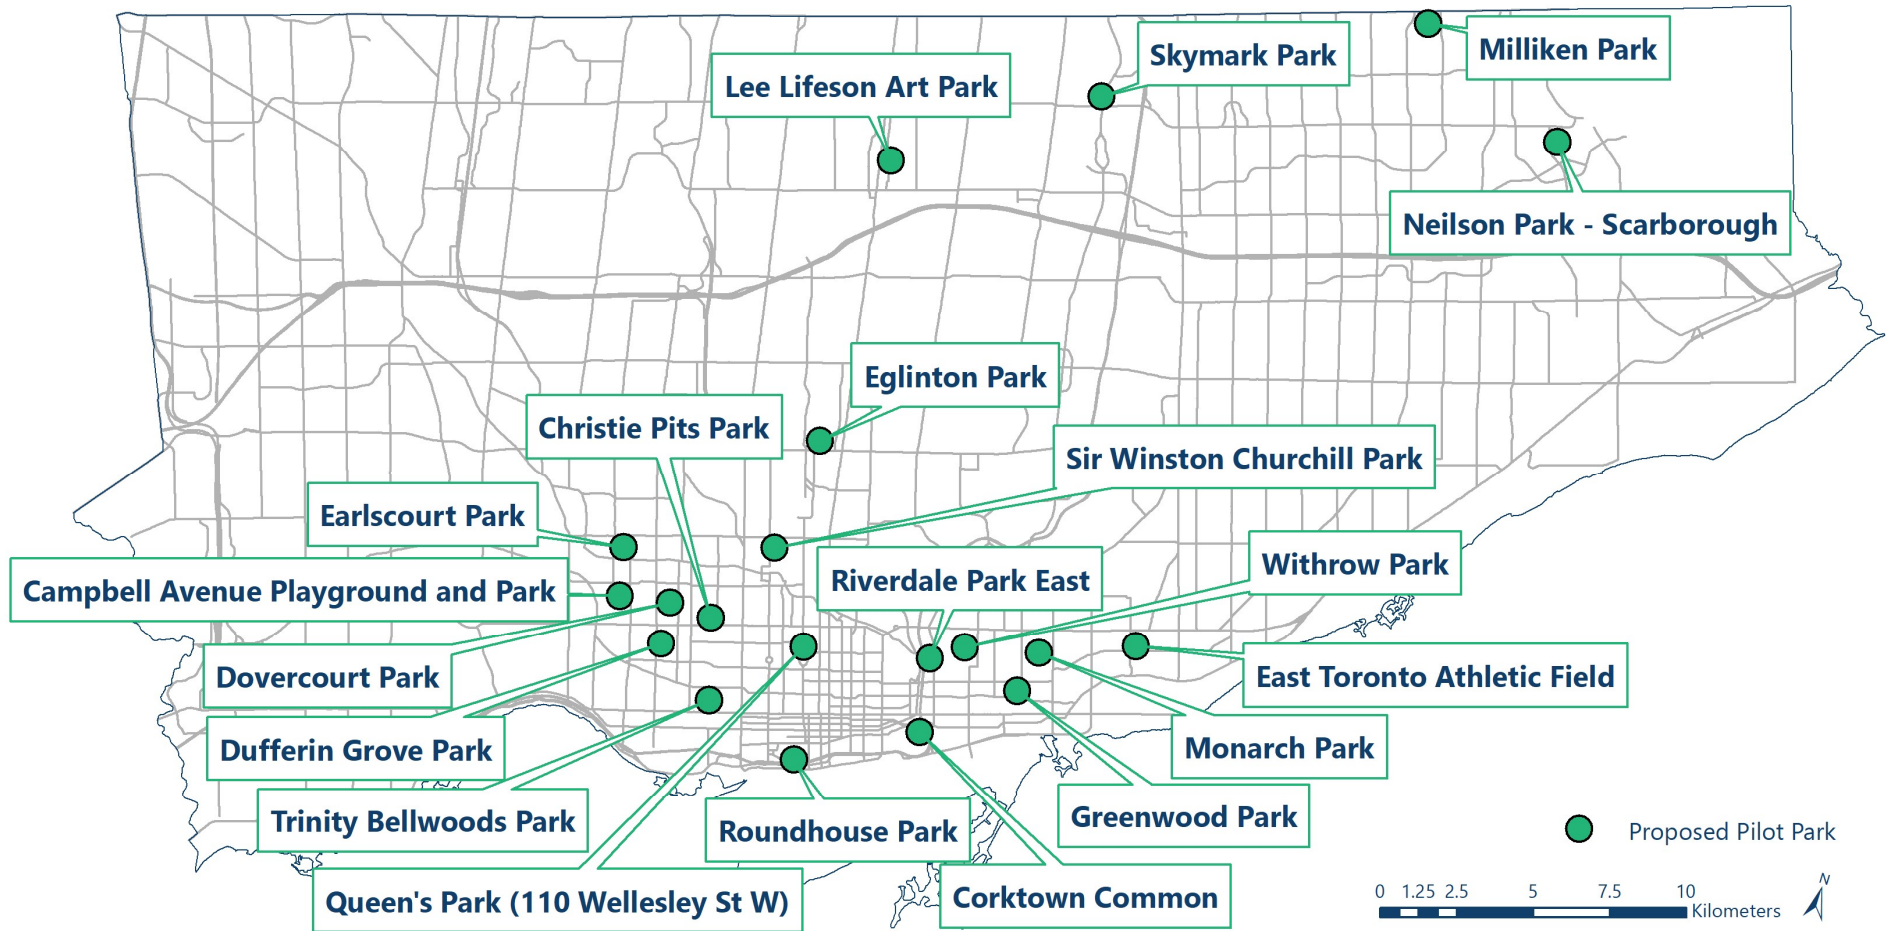 Milliken Park
Skymark Park
Lee Lifeson Art Park
Neilson Park - Scarborough
Eglinton Park
Christie Pits Park
Sir Winston Churchill Park
Earlscourt Park
Withrow Park
Riverdale Park East
Campbell Avenue Playground and Park
Dovercourt Park
East Toronto Athletic Field
Dufferin Grove Park
Monarch Park
Trinity Bellwoods Park
Roundhouse Park
Greenwood Park
Queen's Park (110 Wellesley St W)
Corktown Common
Proposed Pilot Park
0 1.25 2.5 5 7.5 10
Kilometers
N